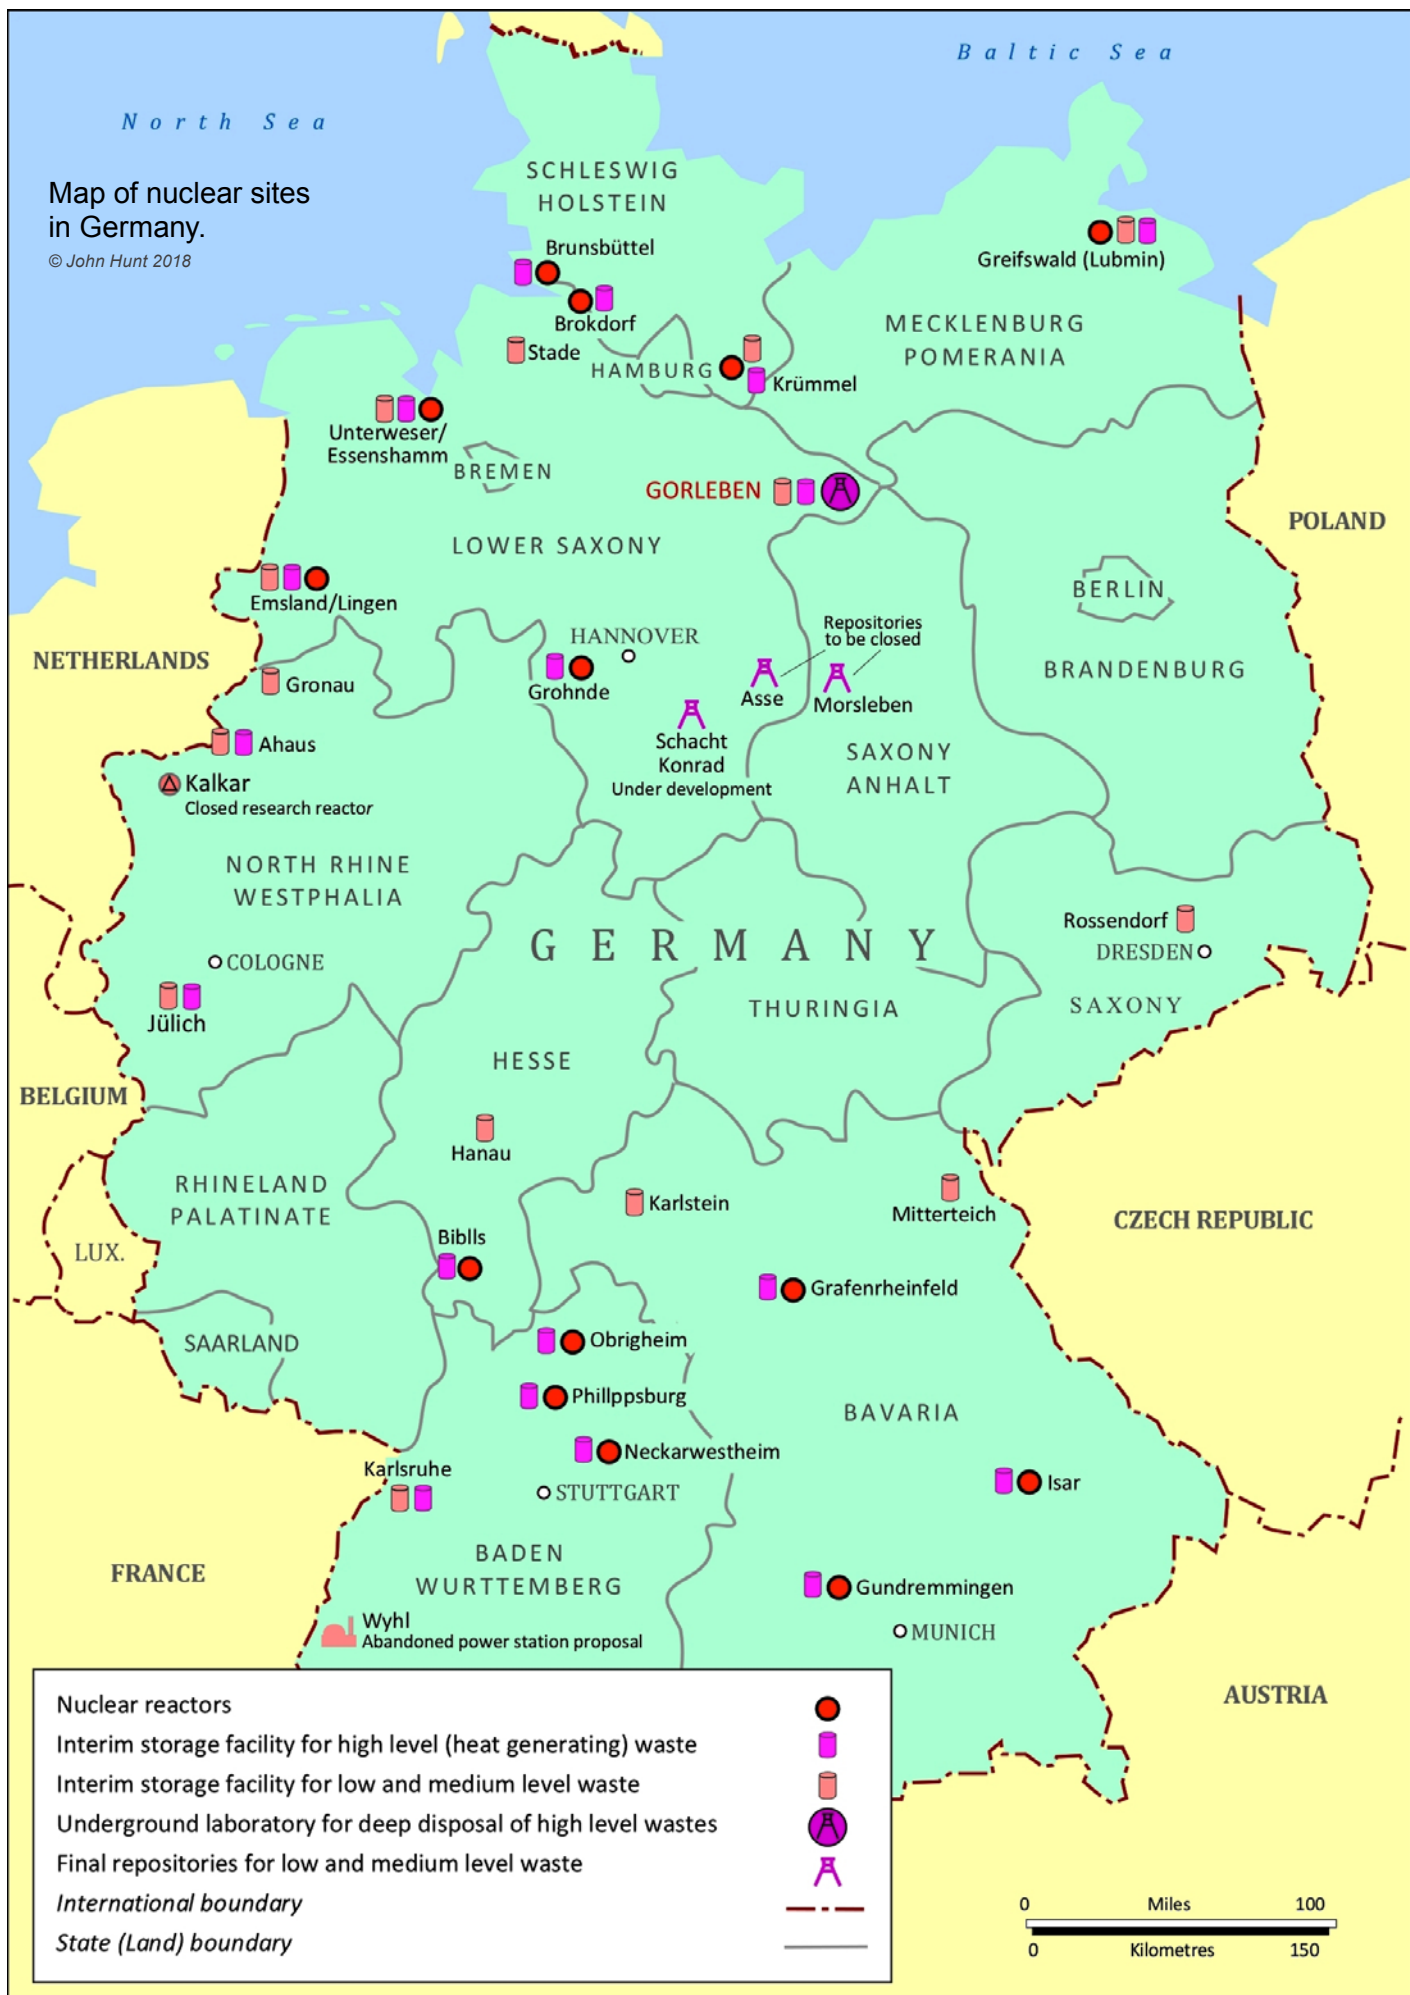 Baltic Sea
North Sea
Map of nuclear sites
in Germany.
© John Hunt 2018
SCHLESWIG
HOLSTEIN
Brunsbüttel
Brokdorf
Stade
HAMBURG
Krümmel
Greifswald (Lubmin)
MECKLENBURG
POMERANIA
Unterweser/
Essenshamm
BREMEN
GORLEBEN
LOWER SAXONY
POLAND
BERLIN
Emsland/Lingen
NETHERLANDS
HANNOVER
Repositories
to be closed
BRANDENBURG
Gronau
Grohnde
Asse
Morsleben
Ahaus
Schacht
Konrad
Under development
SAXONY
ANHALT
Kalkar
Closed research reactor
NORTH RHINE
WESTPHALIA
GERMANY
Rossendorf
DRESDEN
COLOGNE
SAXONY
THURINGIA
Jülich
HESSE
BELGIUM
Hanau
RHINELAND
PALATINATE
Karlstein
Mitterteich
CZECH REPUBLIC
LUX.
Biblls
Grafenrheinfeld
SAARLAND
Obrigheim
Phillppsburg
BAVARIA
Neckarwestheim
Karlsruhe
STUTTGART
Isar
FRANCE
BADEN
WURTTEMBERG
Gundremmingen
Wyhl
Abandoned power station proposal
MUNICH
AUSTRIA
Nuclear reactors
Interim storage facility for high level (heat generating) waste
Interim storage facility for low and medium level waste
Underground laboratory for deep disposal of high level wastes
Final repositories for low and medium level waste
International boundary
State (Land) boundary
0 Miles 100
0 Kilometres 150